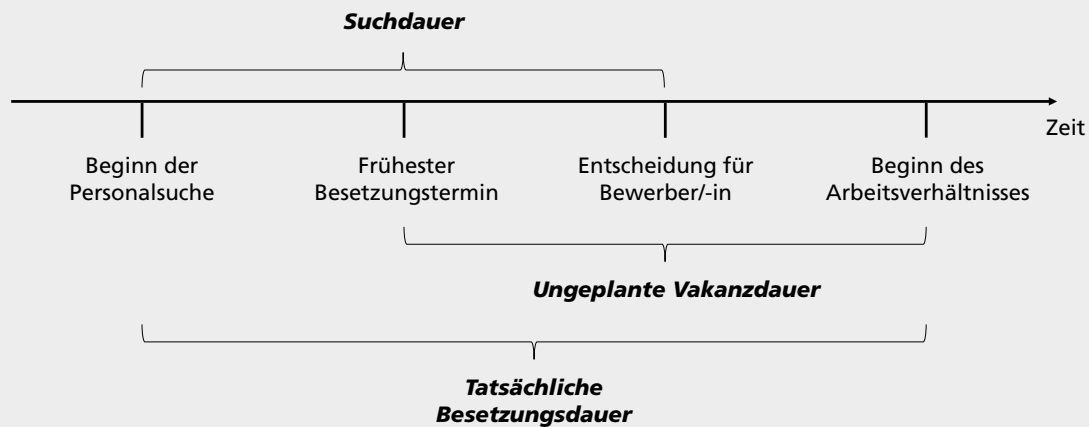 Suchdauer
Zeit
Beginn der
Personalsuche
Frühester
Besetzungstermin
Entscheidung für
Bewerber/-in
Beginn des
Arbeitsverhältnisses
Ungeplante Vakanzdauer
Tatsächliche
Besetzungsdauer